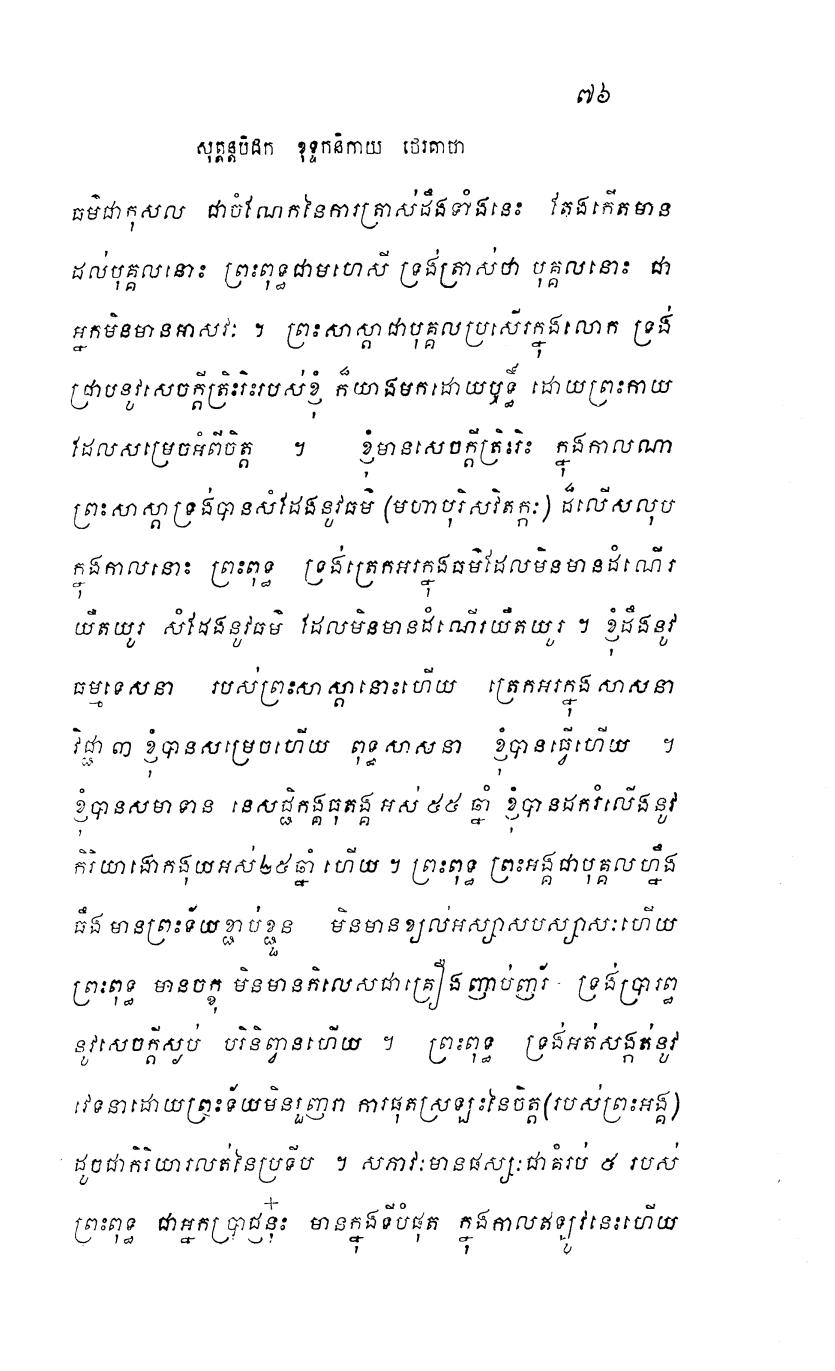 ៧៦
សុត្តន្តបិដក ខុទ្ទកនិកាយ ថេរគាថា
ធម៌ជាកុសល ជាចំណែកនៃការត្រាស់ដឹងទាំងនេះ តែងកើតមាន
ដល់បុគ្គលនោះ ព្រះពុទ្ធជាមហេសី ទ្រង់ត្រាស់ថា បុគ្គលនោះ ជា
អ្នកមិនមានអាសវៈ ។ ព្រះសាស្តាជាបុគ្គលប្រសើរក្នុងលោក ទ្រង់
ជ្រាបនូវសេចក្តីត្រិះរិះរបស់ខ្ញុំ ក៏យាងមកដោយឫទ្ធិ៍ ដោយព្រះកាយ
ដែលសម្រេចអំពីចិត្ត ។ ខ្ញុំមានសេចក្តីត្រិះរិះ ក្នុងកាលណា
ព្រះសាស្តាទ្រង់បានសំដែងនូវធម៌ (មហាបុរិសវិតក្កៈ) ដ៏លើសលុប
ក្នុងកាលនោះ ព្រះពុទ្ធ ទ្រង់ត្រេកអរក្នុងធម៌ដែលមិនមានដំណើរ
យឺតយូរ សំដែងនូវធម៌ ដែលមិនមានដំណើរយឺតយូរ ។ ខ្ញុំដឹងនូវ
ធម្មទេសនា របស់ព្រះសាស្តានោះហើយ ត្រេកអរក្នុងសាសនា
វិជ្ជា ៣ ខ្ញុំបានសម្រេចហើយ ពុទ្ធសាសនា ខ្ញុំបានធ្វើហើយ ។
ខ្ញុំបានសមាទាន នេសជ្ជិកង្គធុតង្គ អស់ ៥៥ ឆ្នាំ ខ្ញុំបានដករំលើងនូវ
កិរិយាងោកងុយអស់២៥ឆ្នាំ ហើយ ។ ព្រះពុទ្ធ ព្រះអង្គជាបុគ្គលហ្នឹង
ធឹង មានព្រះទ័យខ្ជាប់ខ្ជួន មិនមានខ្យល់អស្សាសបស្សាសៈហើយ
ព្រះពុទ្ធ មានចក្ខុ មិនមានកិលេសជាគ្រឿងញាប់ញ័រ ទ្រង់ប្រារព្ធ
នូវសេចក្តីស្ងប់ បរិនិព្វានហើយ ។ ព្រះពុទ្ធ ទ្រង់អត់សង្កត់នូវ
វេទនាដោយព្រះទ័យមិនរួញរា ការផុតស្រឡះនៃចិត្ត(របស់ព្រះអង្គ)
ដូចជាកិរិយារលត់នៃប្រទីប ។ សភាវៈមានផស្សៈជាគំរប់ ៥ របស់
ព្រះពុទ្ធ ជាអ្នកប្រាជ្ញនុ៎ះ មានក្នុងទីបំផុត ក្នុងកាលឥឡូវនេះហើយ